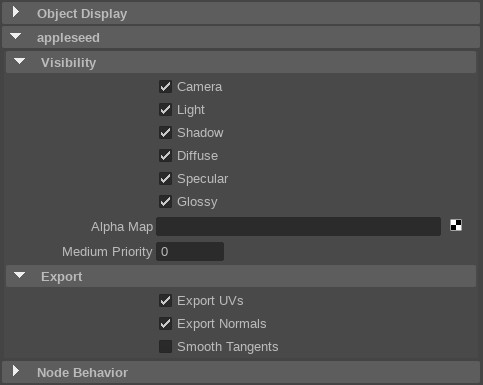 Object Display
appleseed
Visibility
Camera
Light
Shadow
Diffuse
Specular
Glossy
Alpha Map
Medium Priority 0
Export
Export UVs
Export Normals
Smooth Tangents
Node Behavior